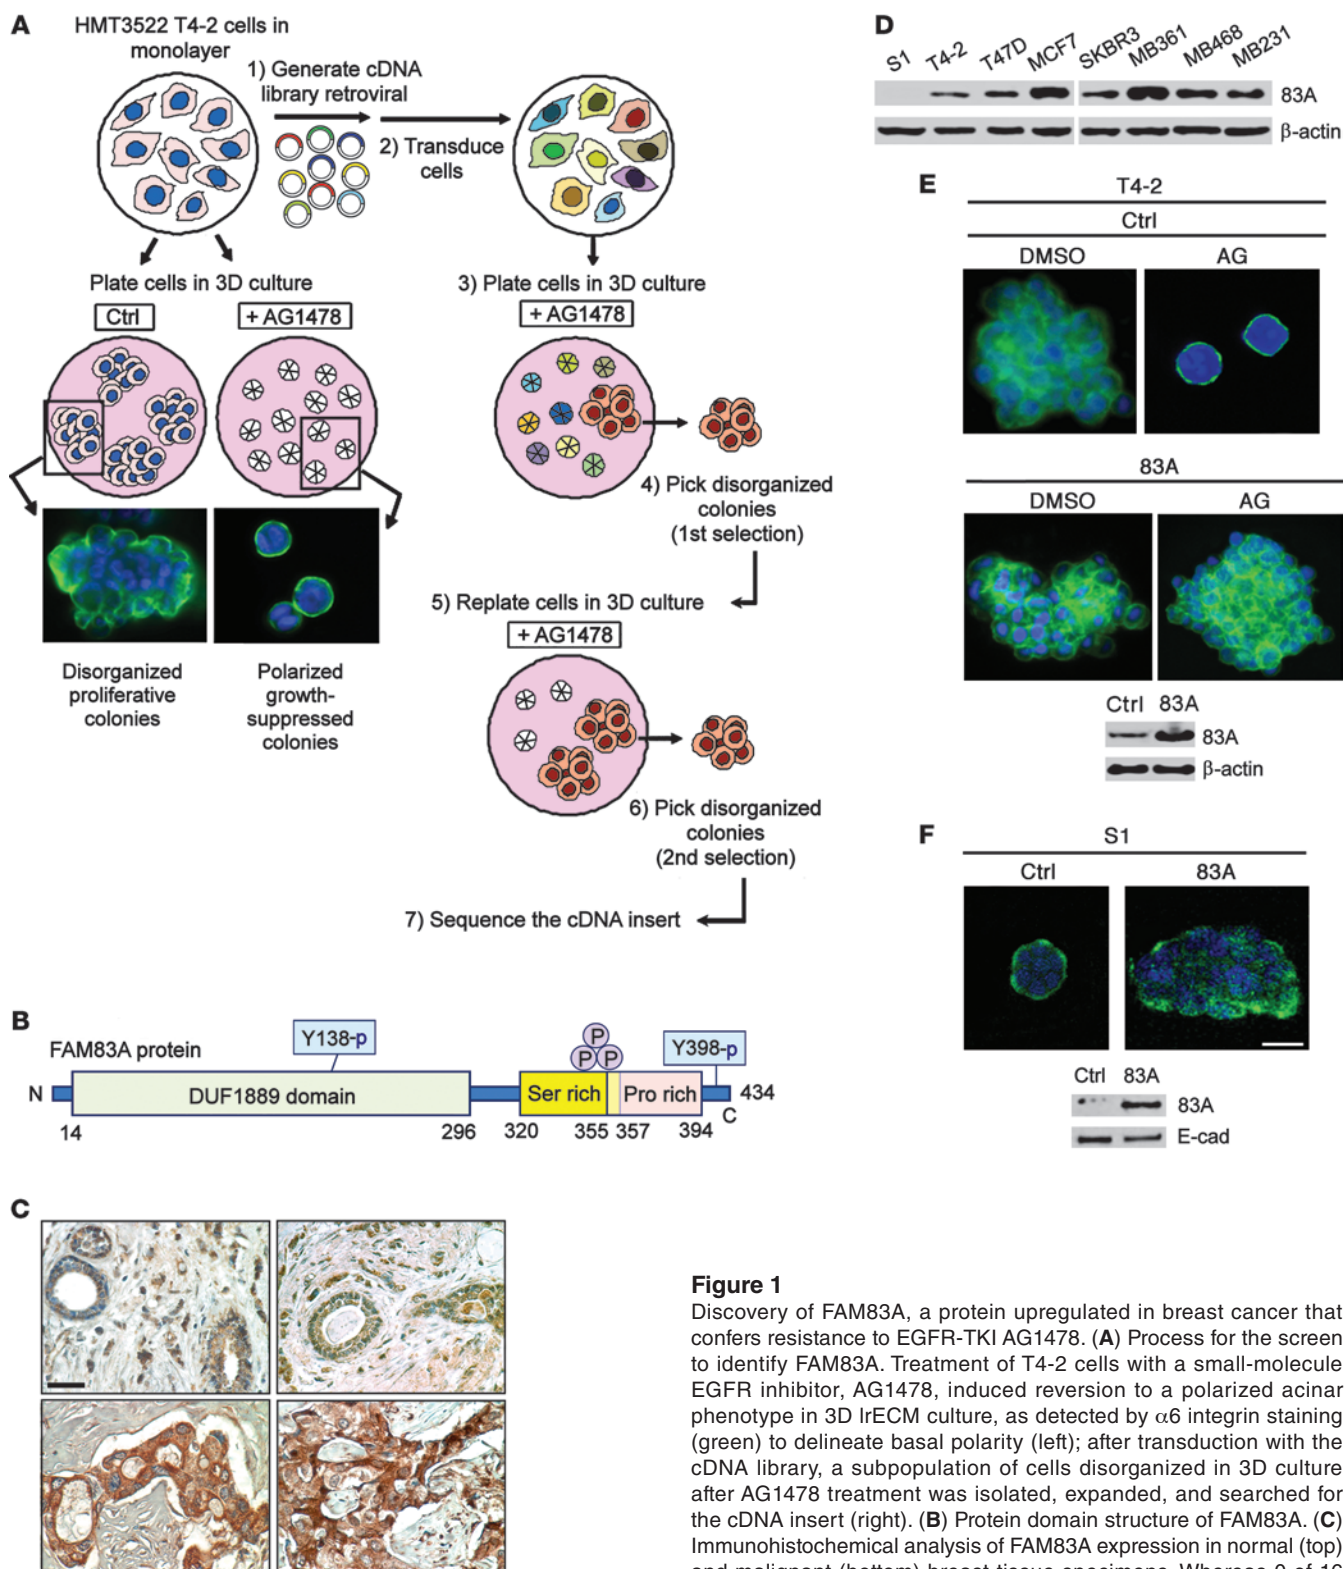 A
HMT3522 T4-2 cells in
monolayer
1) Generate cDNA
library retroviral
2) Transduce
cells
Plate cells in 3D culture
Ctrl
+ AG1478
3) Plate cells in 3D culture
+ AG1478
4) Pick disorganized
colonies
(1st selection)
5) Replate cells in 3D culture
+ AG1478
Disorganized
proliferative
colonies
Polarized
growth-
suppressed
colonies
6) Pick disorganized
colonies
(2nd selection)
7) Sequence the cDNA insert
B
FAM83A protein
Y138-p
P
P P
Y398-p
N
DUF1889 domain
Ser rich
Pro rich
434
C
14
296
320
355
357
394
C
D
S1 T4-2 T47D MCF7 SKBR3 MB361 MB468 MB231
83A
β-actin
E
T4-2
Ctrl
DMSO AG
83A
DMSO AG
Ctrl 83A
83A
β-actin
F
S1
Ctrl 83A
Ctrl 83A
83A
E-cad
Figure 1
Discovery of FAM83A, a protein upregulated in breast cancer that
confers resistance to EGFR-TKI AG1478. (A) Process for the screen
to identify FAM83A. Treatment of T4-2 cells with a small-molecule
EGFR inhibitor, AG1478, induced reversion to a polarized acinar
phenotype in 3D lrECM culture, as detected by α6 integrin staining
(green) to delineate basal polarity (left); after transduction with the
cDNA library, a subpopulation of cells disorganized in 3D culture
after AG1478 treatment was isolated, expanded, and searched for
the cDNA insert (right). (B) Protein domain structure of FAM83A. (C)
Immunohistochemical analysis of FAM83A expression in normal (top)
and malignant (bottom) breast tissue specimens. Whereas 0 of 16